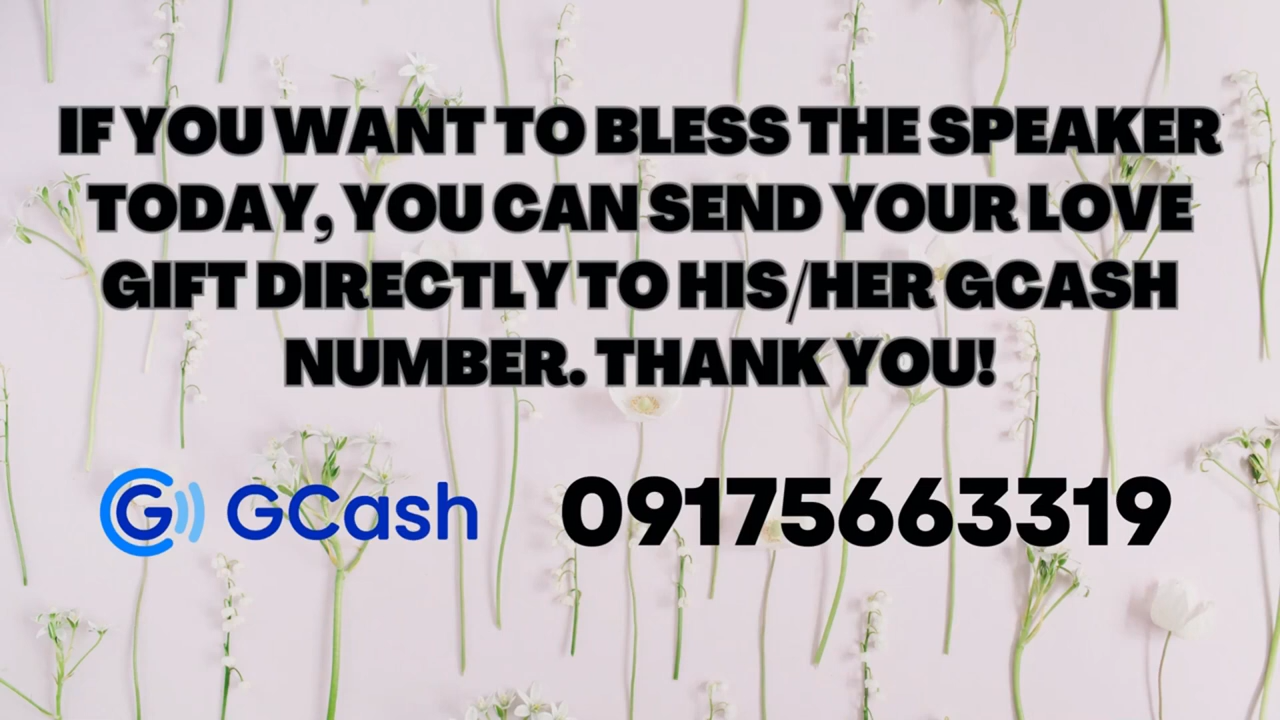 IF YOU WANT TO BLESS THE SPEAKER
TODAY, YOU CAN SEND YOUR LOVE
GIFT DIRECTLY TO HIS/HER GCASH
NUMBER. THANK YOU!
GCash 09175663319